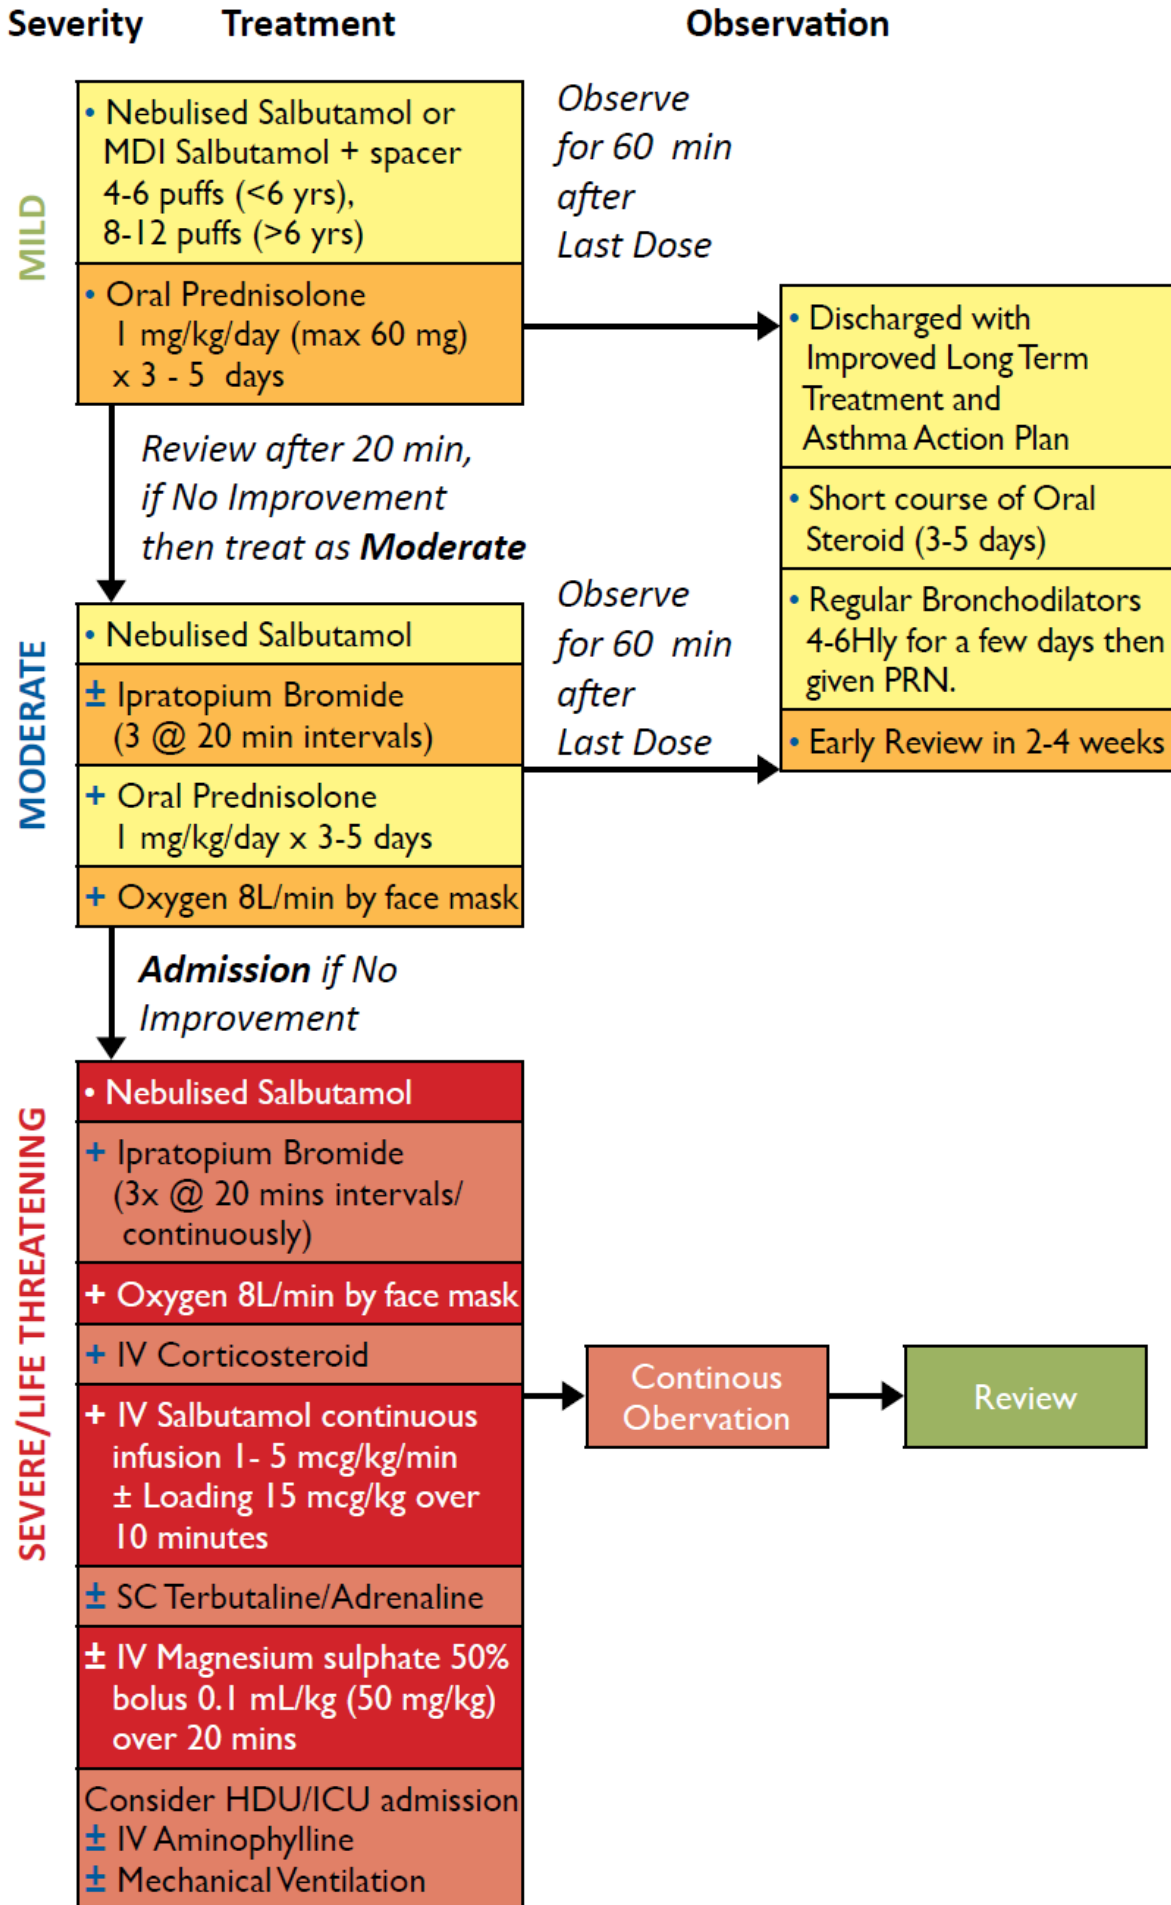 Severity Treatment Observation
MILD
• Nebulised Salbutamol or
MDI Salbutamol + spacer
4-6 puffs (<6 yrs),
8-12 puffs (>6 yrs)
• Oral Prednisolone
1 mg/kg/day (max 60 mg)
x 3 - 5 days
Observe
for 60 min
after
Last Dose
Review after 20 min,
if No Improvement
then treat as Moderate
• Discharged with
Improved Long Term
Treatment and
Asthma Action Plan
• Short course of Oral
Steroid (3-5 days)
• Regular Bronchodilators
4-6Hly for a few days then
given PRN.
• Early Review in 2-4 weeks
MODERATE
• Nebulised Salbutamol
± Ipratopium Bromide
(3 @ 20 min intervals)
+ Oral Prednisolone
1 mg/kg/day x 3-5 days
+ Oxygen 8L/min by face mask
Observe
for 60 min
after
Last Dose
Admission if No
Improvement
SEVERE/LIFE THREATENING
• Nebulised Salbutamol
+ Ipratopium Bromide
(3x @ 20 mins intervals/
continuously)
+ Oxygen 8L/min by face mask
+ IV Corticosteroid
+ IV Salbutamol continuous
infusion 1- 5 mcg/kg/min
± Loading 15 mcg/kg over
10 minutes
± SC Terbutaline/Adrenaline
± IV Magnesium sulphate 50%
bolus 0.1 mL/kg (50 mg/kg)
over 20 mins
Consider HDU/ICU admission
± IV Aminophylline
± Mechanical Ventilation
Continous
Obervation
Review